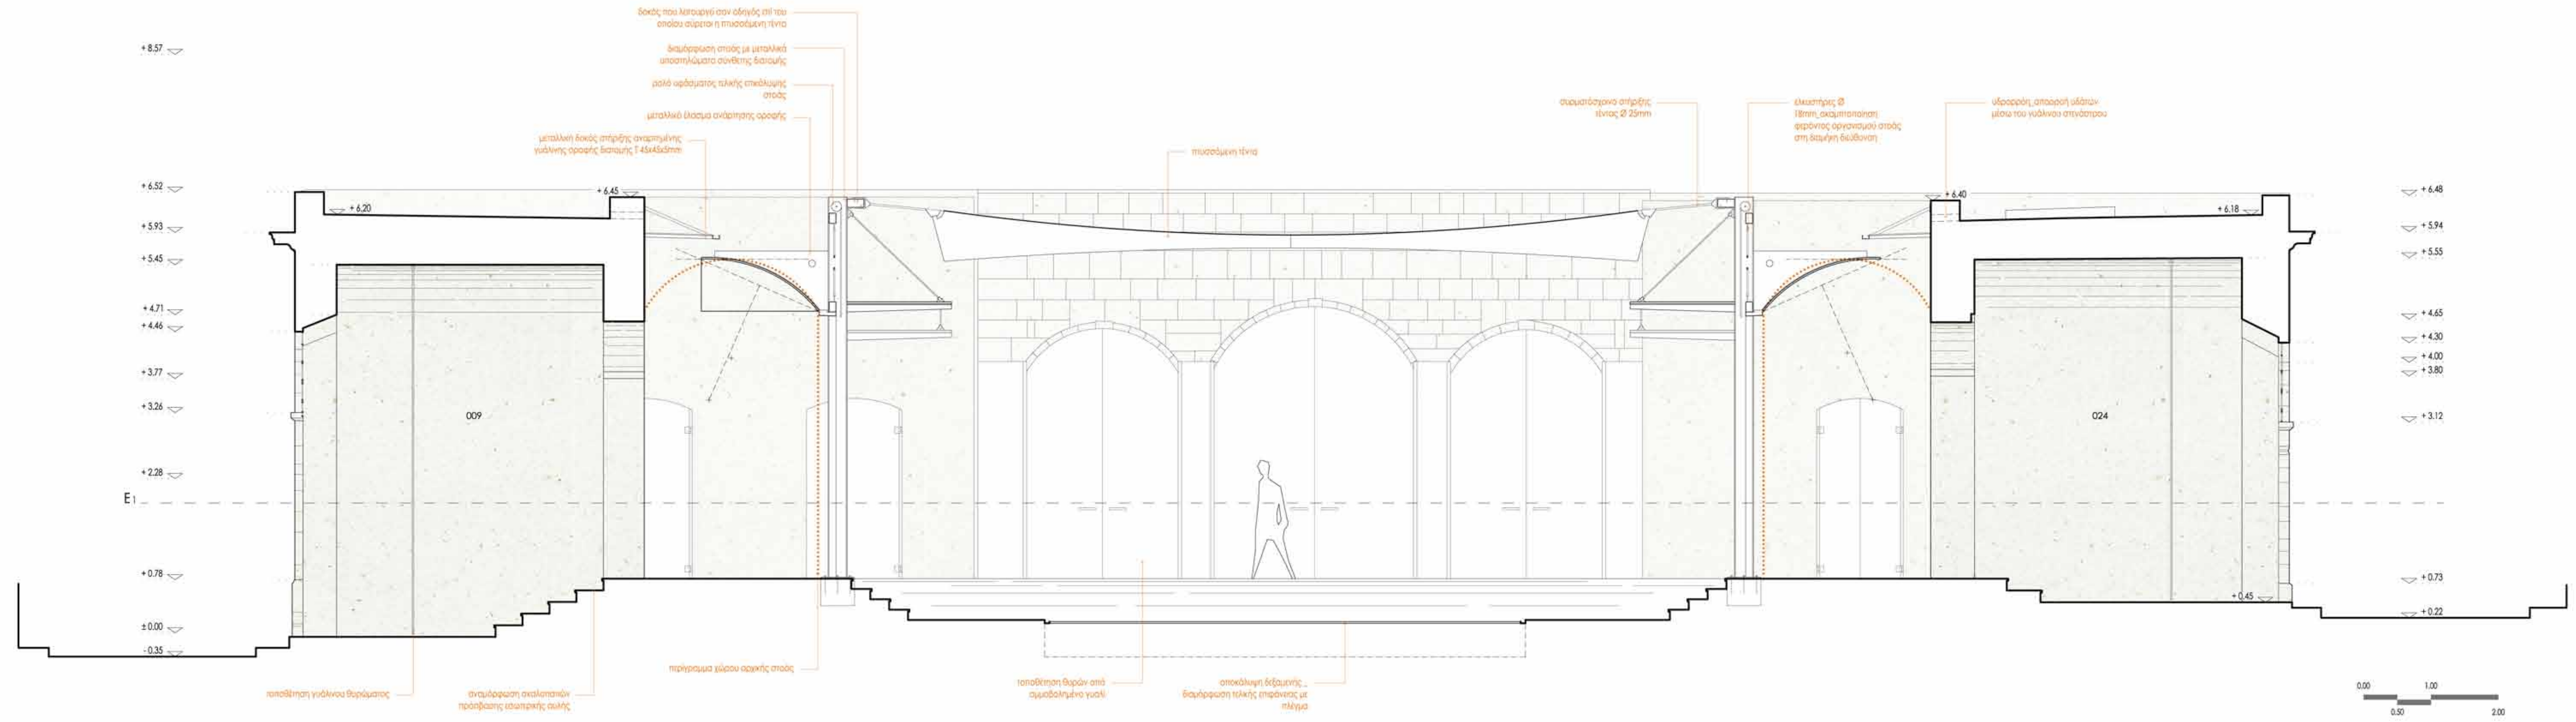 δοκός που λειτουργεί σαν οδηγός επί του
οποίου σύρεται η πτυσσόμενη τέντα
διαμόρφωση στοάς με μεταλλικά
υποστηλώματα σύνθετης διατομής
ρολό υφάσματος τελικής επικάλυψης
στοάς
μεταλλικό έλασμα ανάρτησης οροφής
μεταλλική δοκός στήριξης αναρτημένης
γυάλινης οροφής διατομής Τ 45x45x5mm
πτυσσόμενη τέντα
συρματόσχοινο στήριξης
τέντας Ø 25mm
ελκυστήρες Ø
18mm_ακαμπτοποίηση
φέροντος οργανισμού στοάς
στη διαμήκη διεύθυνση
υδρορρόη_απορροή υδάτων
μέσω του γυάλινου στεγάστρου
+ 8.57
+ 6.52
+ 5.93
+ 5.45
+ 4.71
+ 4.46
+ 3.77
+ 3.26
+ 2.28
E1
+ 0.78
± 0.00
- 0.35
+ 6.20
+ 6.45
+ 6.40
+ 6.18
009
024
+ 6.48
+ 5.94
+ 5.55
+ 4.65
+ 4.30
+ 4.00
+ 3.80
+ 3.12
+ 0.73
+ 0.45
+ 0.22
τοποθέτηση γυάλινου θυρώματος
αναμόρφωση σκαλοπατιών
πρόσβασης εσωτερικής αυλής
περίγραμμα χώρου αρχικής στοάς
τοποθέτηση θυρών από
αμμοβολημένο γυαλί
αποκάλυψη δεξαμενής _
διαμόρφωση τελικής επιφάνειας με
πλέγμα
0.00
1.00
0.50
2.00